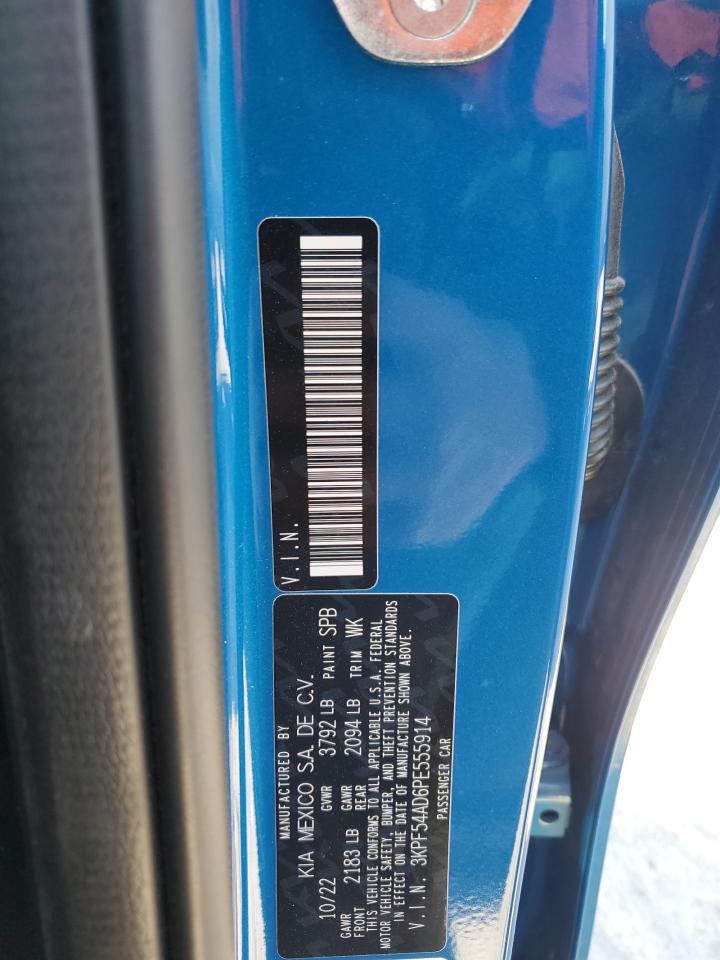 V.I.N.
MANUFACTURED BY
KIA MEXICO S.A. DE C.V.
10/22 GVWR 3792 LB PAINT SPB
GAWR FRONT 2183 LB GAWR REAR 2094 LB TRIM WK
THIS VEHICLE CONFORMS TO ALL APPLICABLE U.S.A. FEDERAL
MOTOR VEHICLE SAFETY, BUMPER, AND THEFT PREVENTION STANDARDS
IN EFFECT ON THE DATE OF MANUFACTURE SHOWN ABOVE.
V.I.N. 3KPF54AD6PE555914
PASSENGER CAR